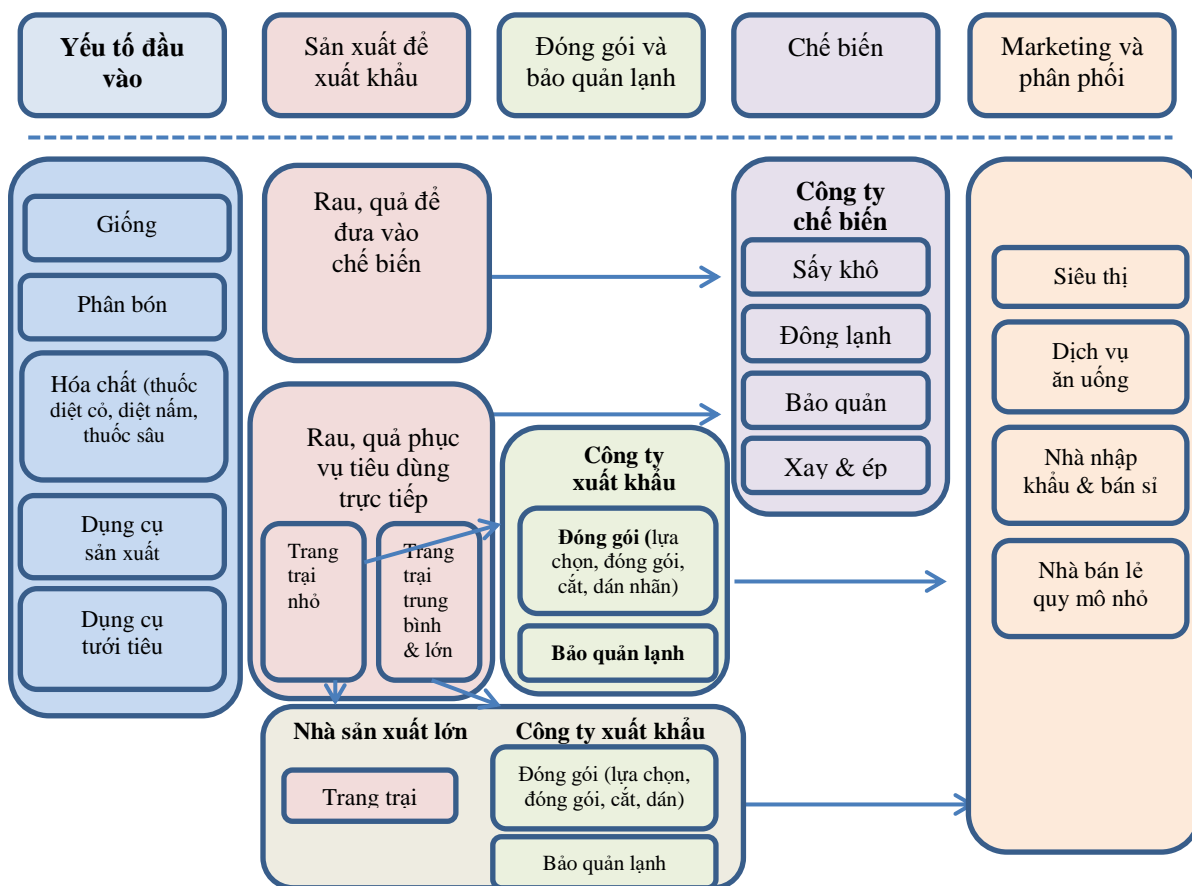 Yếu tố đầu
vào
Sản xuất để
xuất khẩu
Đóng gói và
bảo quản lạnh
Chế biến
Marketing và
phân phối
Giống
Phân bón
Hóa chất (thuốc
diệt cỏ, diệt nấm,
thuốc sâu
Dụng cụ
sản xuất
Dụng cụ
tưới tiêu
Rau, quả để
đưa vào
chế biến
Rau, quả phục
vụ tiêu dùng
trực tiếp
Trang
trại
nhỏ
Trang
trại
trung
bình
& lớn
Công ty
xuất khẩu
Đóng gói (lựa
chọn, đóng gói,
cắt, dán nhãn)
Bảo quản lạnh
Công ty
chế biến
Sấy khô
Đông lạnh
Bảo quản
Xay & ép
Siêu thị
Dịch vụ
ăn uống
Nhà nhập
khẩu & bán sỉ
Nhà bán lẻ
quy mô nhỏ
Nhà sản xuất lớn
Trang trại
Công ty xuất khẩu
Đóng gói (lựa chọn,
đóng gói, cắt, dán)
Bảo quản lạnh